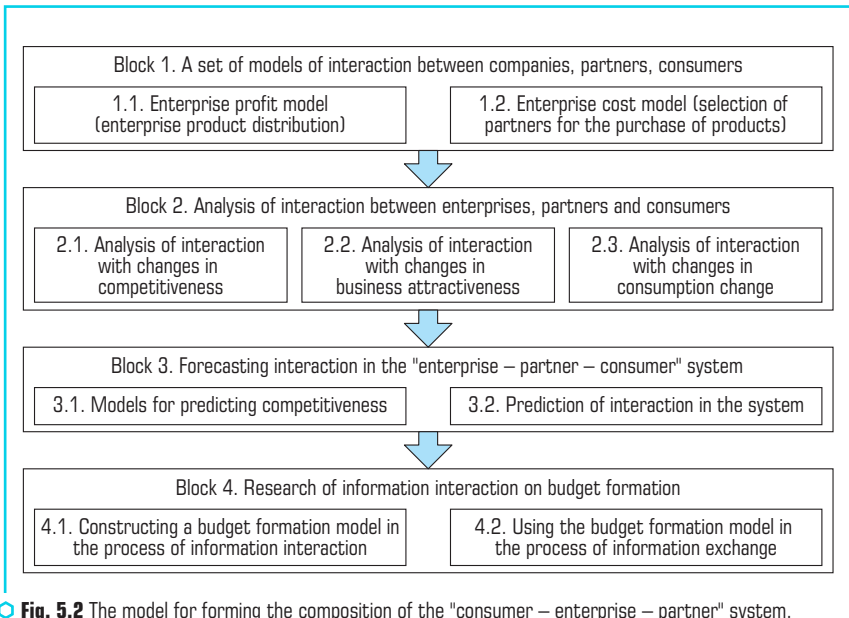 Block 1. A set of models of interaction between companies, partners, consumers
1.1. Enterprise profit model
(enterprise product distribution)
1.2. Enterprise cost model (selection of
partners for the purchase of products)
Block 2. Analysis of interaction between enterprises, partners and consumers
2.1. Analysis of interaction
with changes in
competitiveness
2.2. Analysis of interaction
with changes in
business attractiveness
2.3. Analysis of interaction
with changes in
consumption change
Block 3. Forecasting interaction in the "enterprise – partner – consumer" system
3.1. Models for predicting competitiveness
3.2. Prediction of interaction in the system
Block 4. Research of information interaction on budget formation
4.1. Constructing a budget formation model in
the process of information interaction
4.2. Using the budget formation model in
the process of information exchange
Fig. 5.2 The model for forming the composition of the "consumer – enterprise – partner" system.